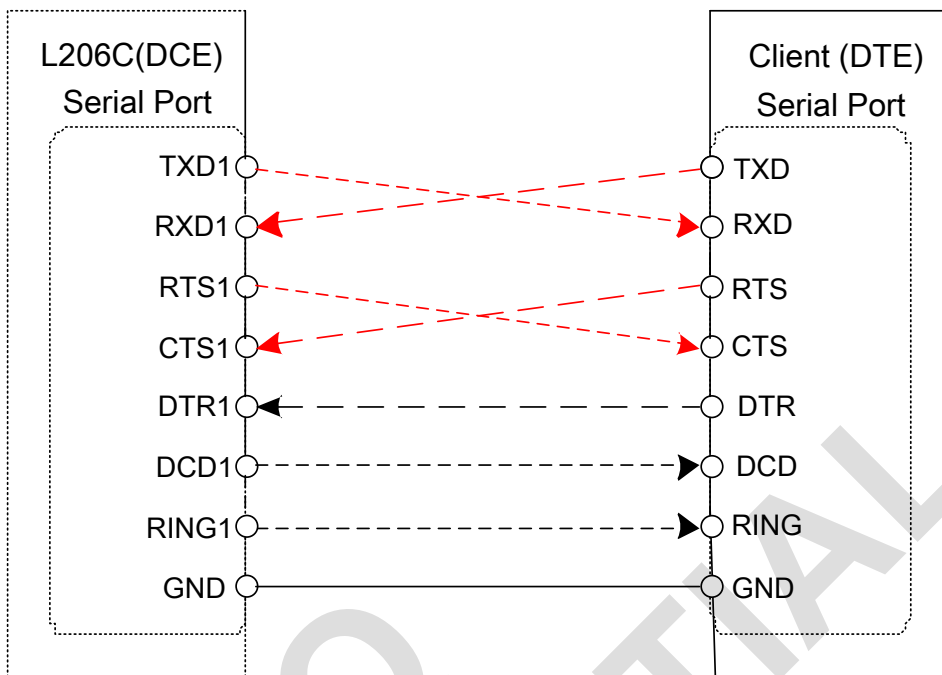 L206C(DCE)
Serial Port
TXD1
RXD1
RTS1
CTS1
DTR1
DCD1
RING1
GND
Client (DTE)
Serial Port
TXD
RXD
RTS
CTS
DTR
DCD
RING
GND